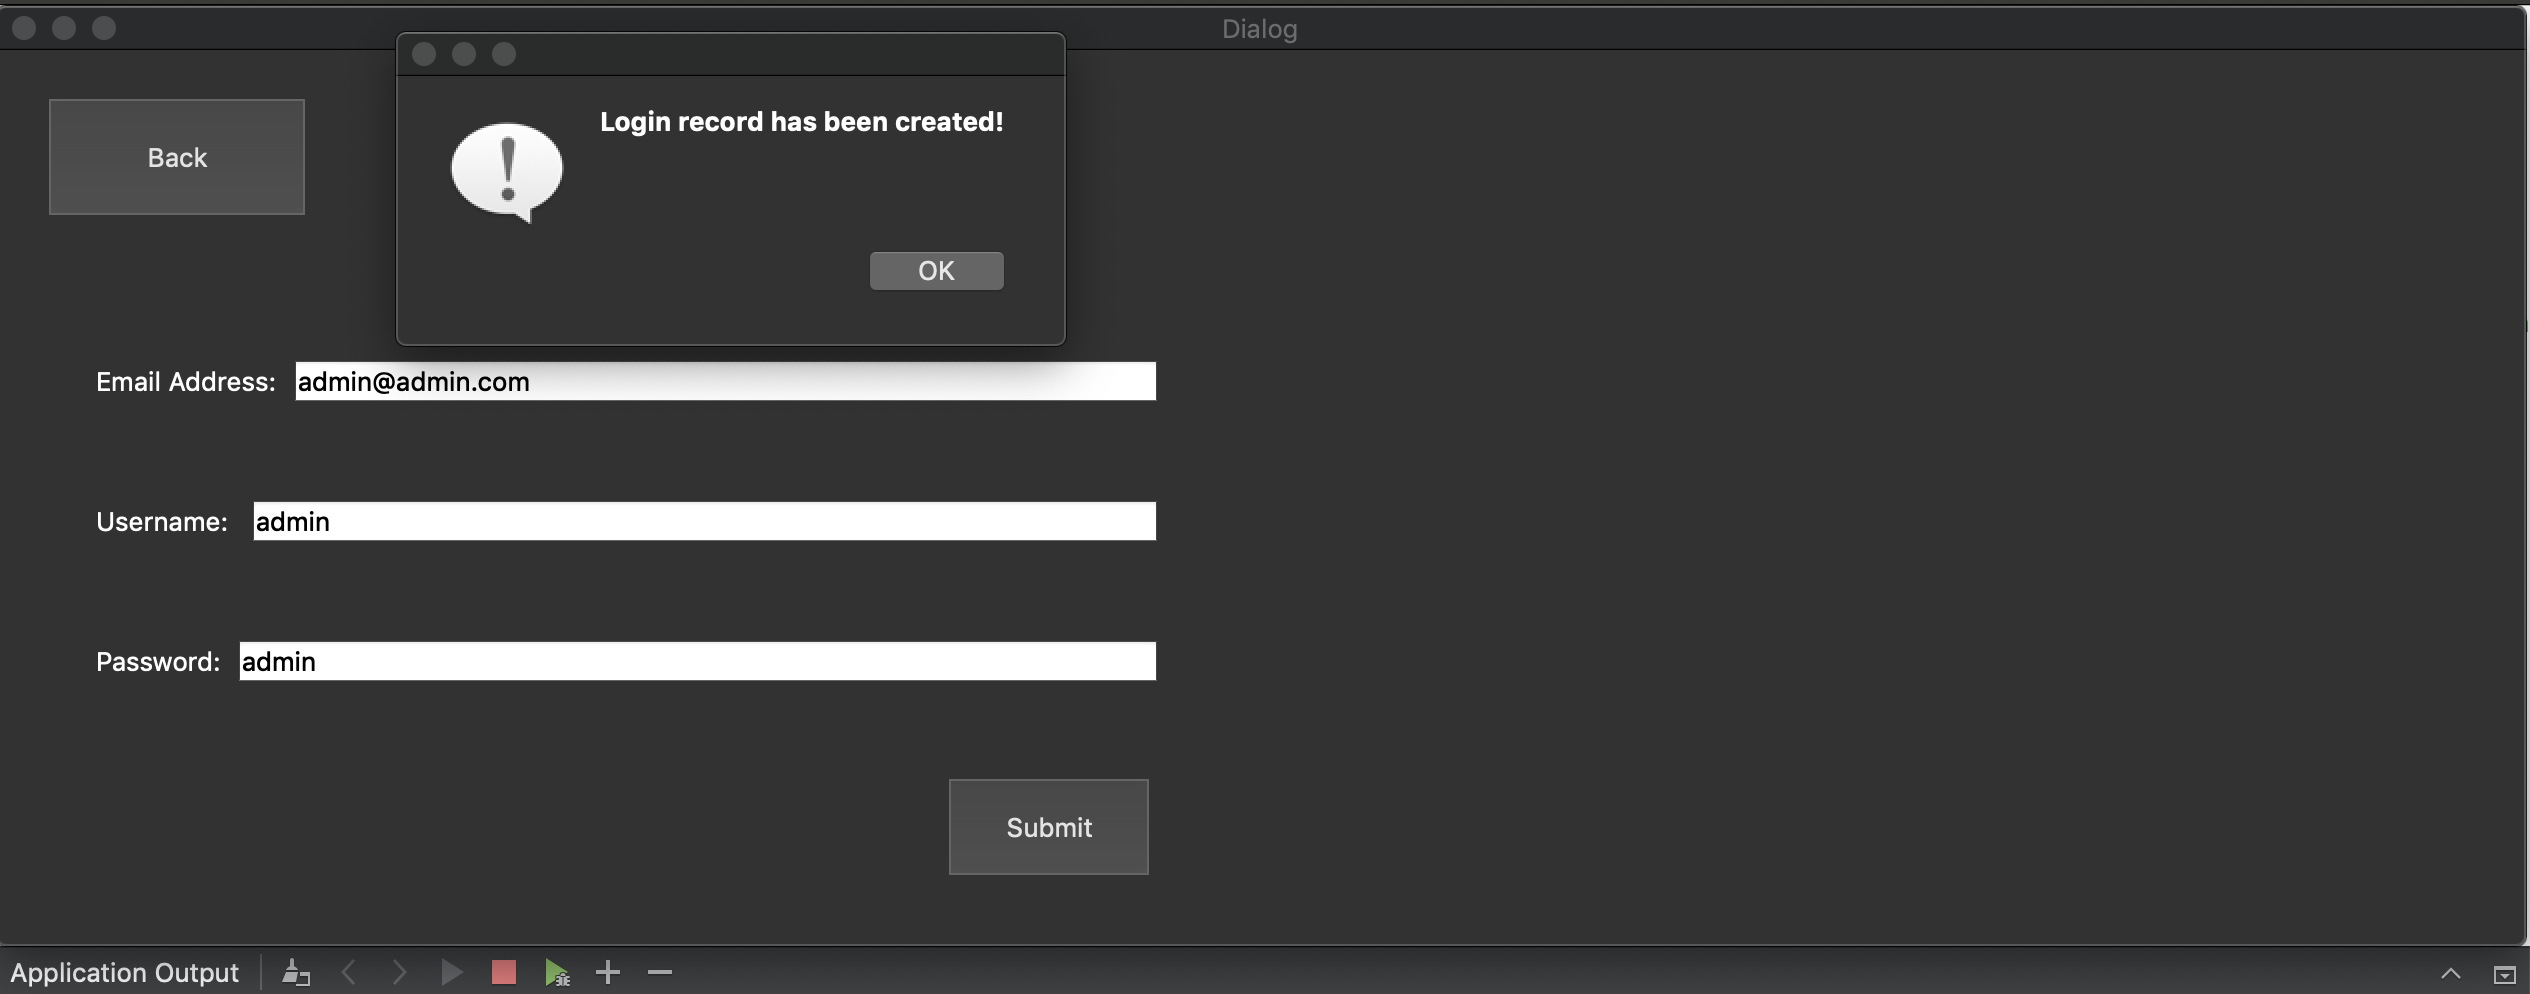 Dialog
Login record has been created!
Back
OK
Email Address: admin@admin.com
Username: admin
Password: admin
Submit
Application Output